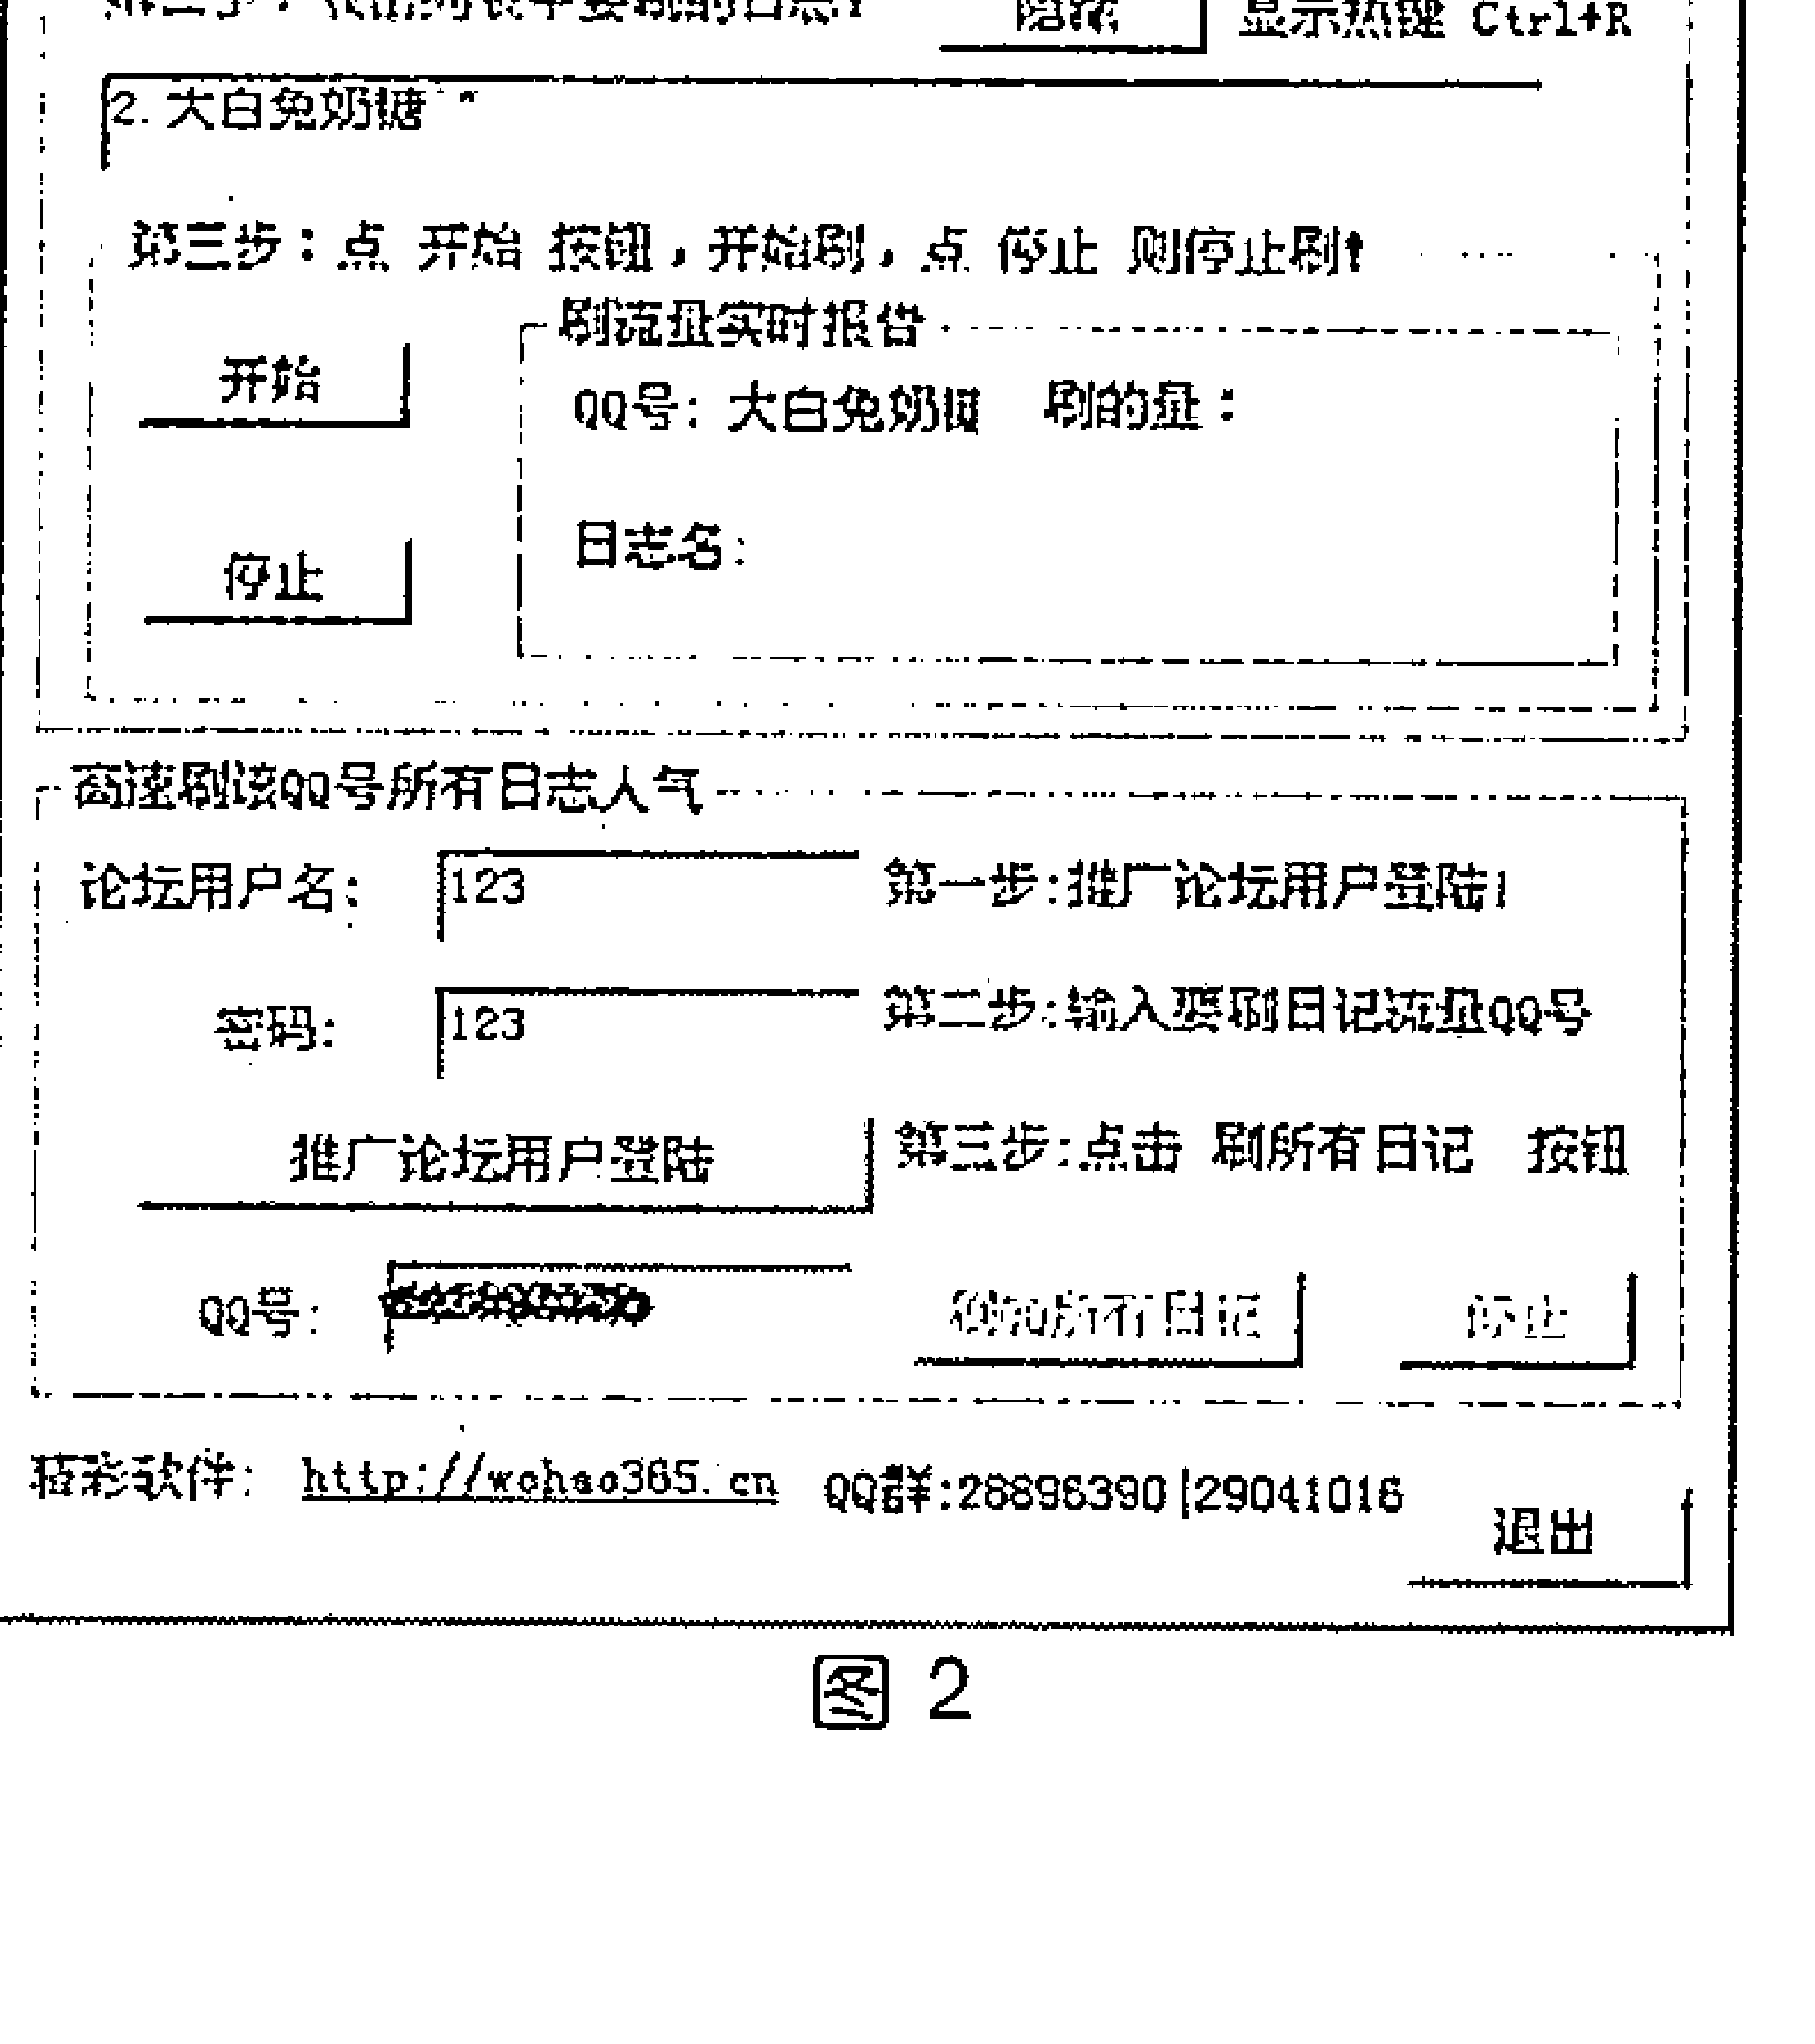 显示热键 Ctrl+R
2.大白兔奶糖
第三步：点 开始 按钮，开始刷，点 停止 则停止刷!
刷流量实时报告
开始
QQ号: 大白兔奶 刷的量：
停止
日志名:
高速刷该QQ号所有日志人气
论坛用户名: 123 第一步:推广论坛用户登陆!
密码: 123 第二步:输入要刷日记流量QQ号
推广论坛用户登陆 第三步:点击 刷所有日记 按钮
QQ号: 所有日记 停止
精彩软件: http://wohao365.cn QQ群:28896390|29041016
退出
图 2